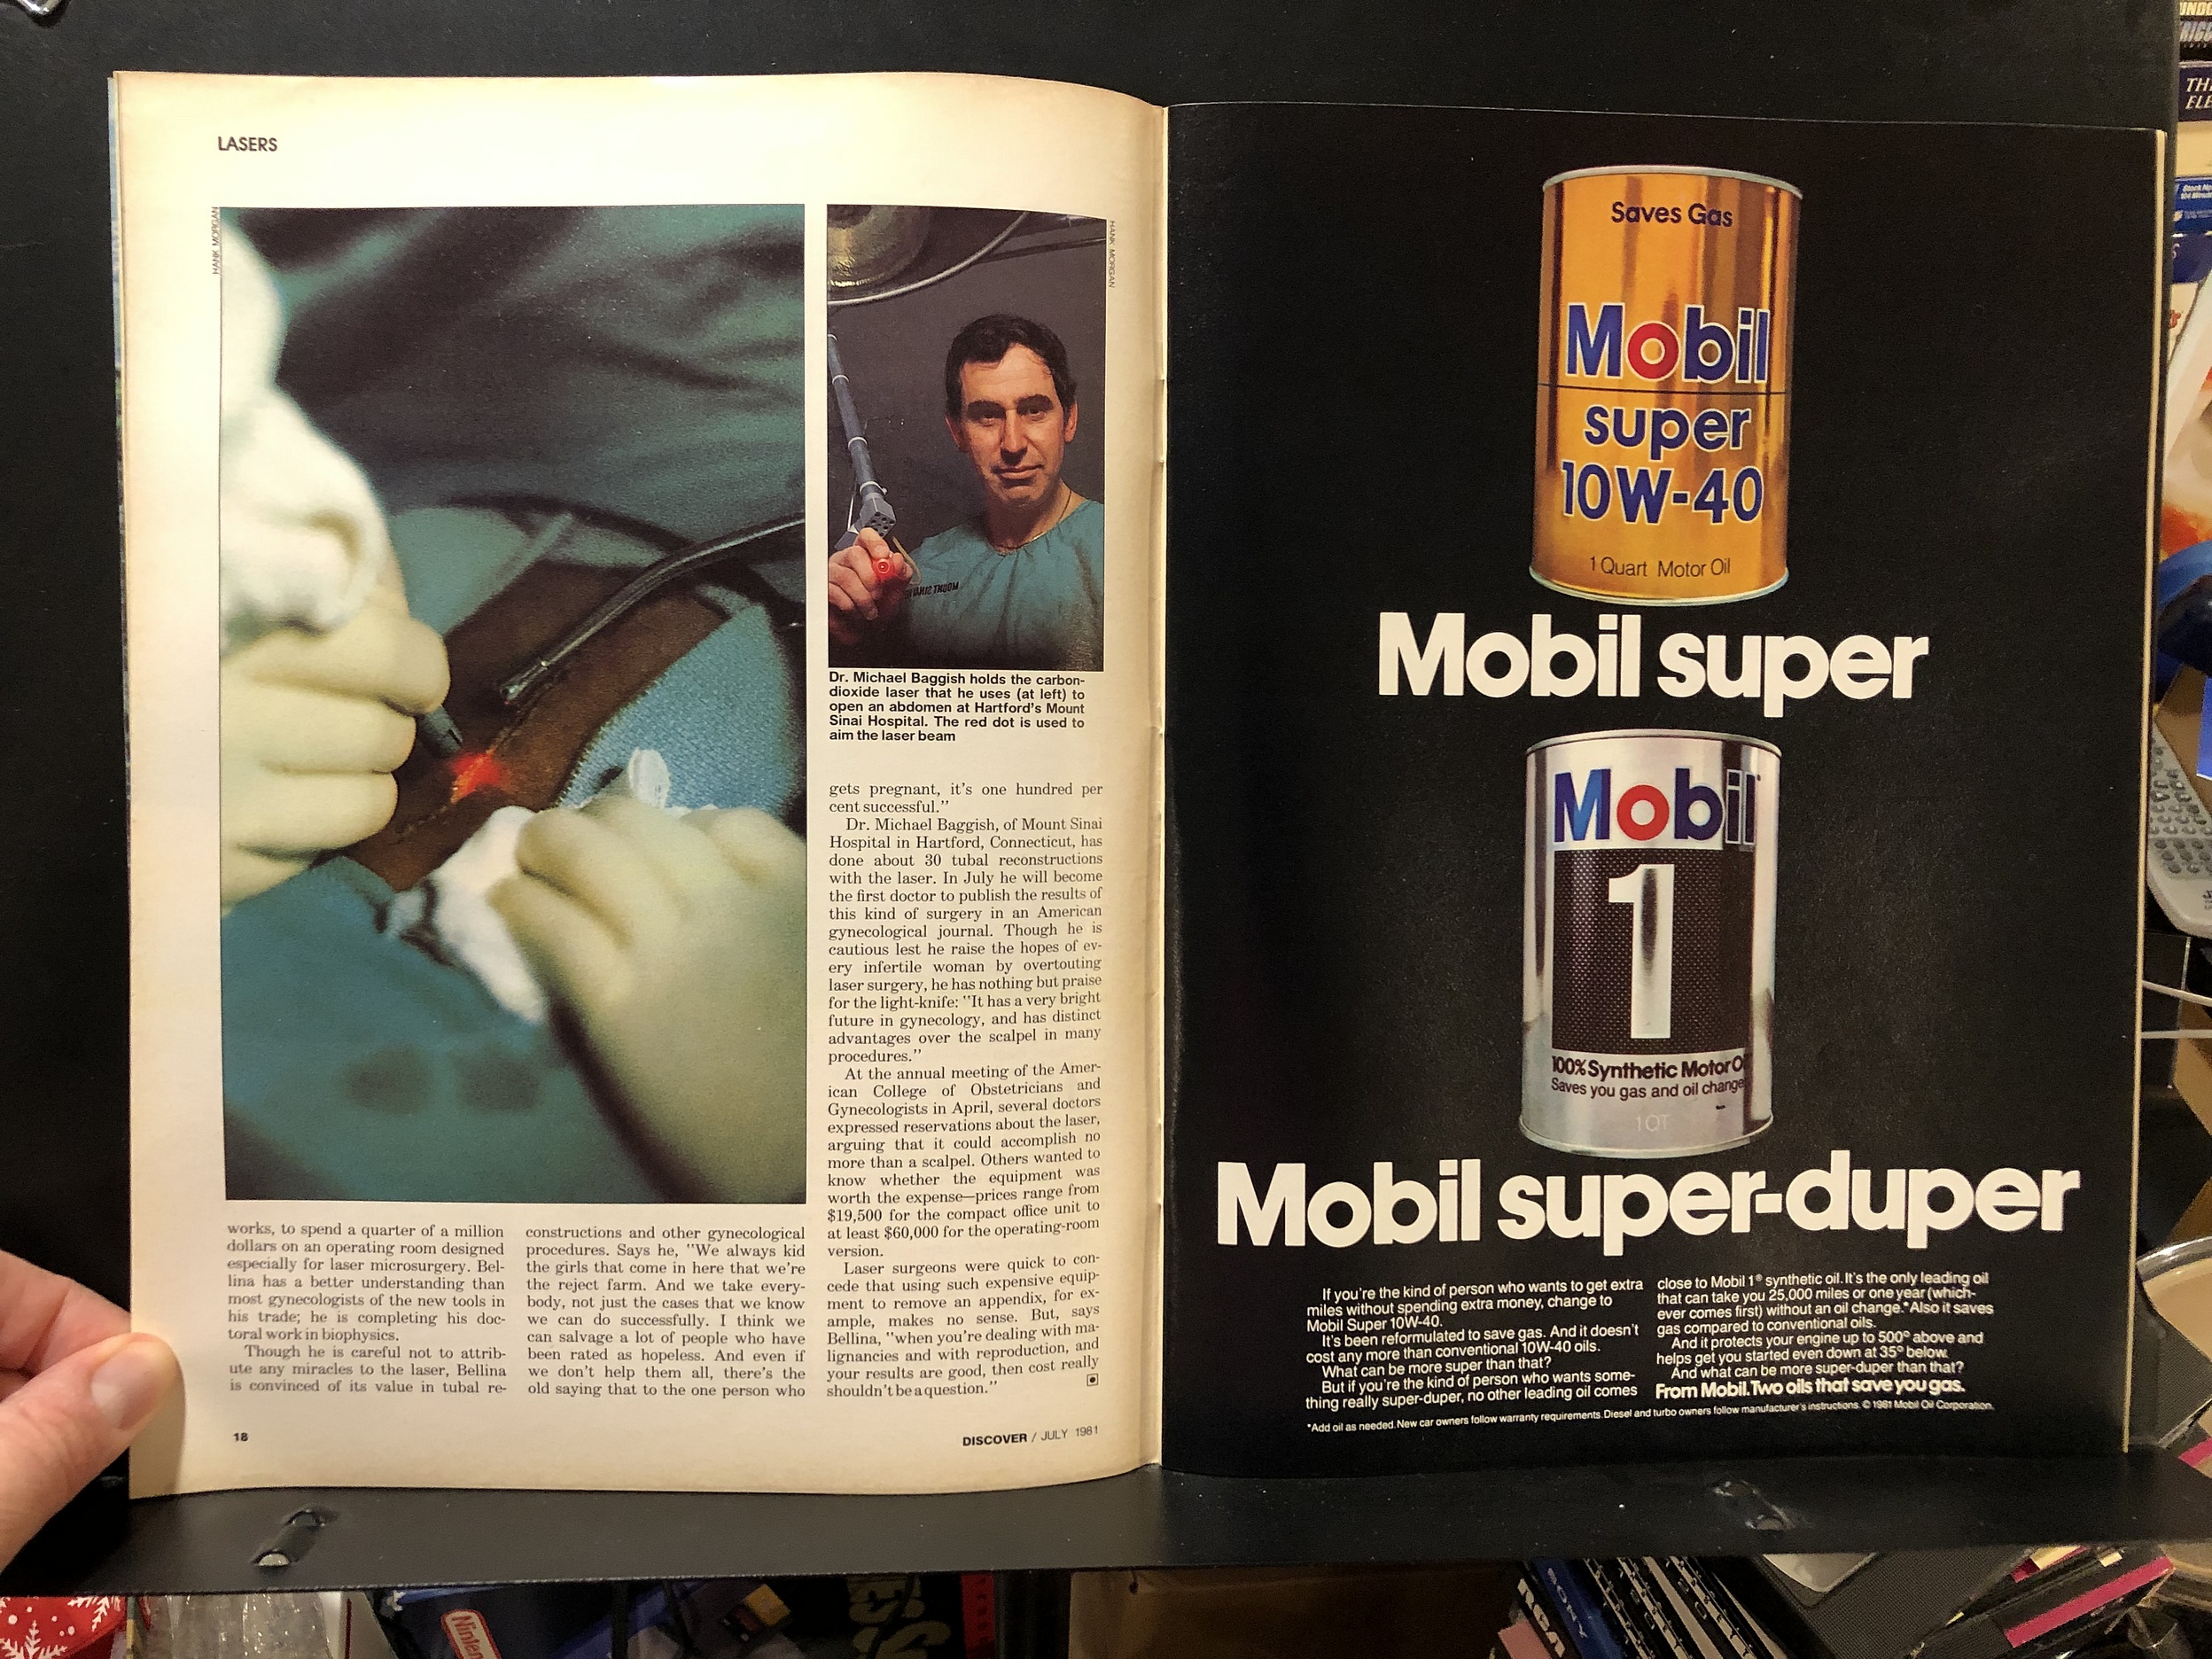 LASERS
HANK MORGAN
HANK MORGAN
MOUNT SINAI
Dr. Michael Baggish holds the carbon-
dioxide laser that he uses (at left) to
open an abdomen at Hartford's Mount
Sinai Hospital. The red dot is used to
aim the laser beam
works, to spend a quarter of a million
dollars on an operating room designed
especially for laser microsurgery. Bel-
lina has a better understanding than
most gynecologists of the new tools in
his trade; he is completing his doc-
toral work in biophysics.
Though he is careful not to attrib-
ute any miracles to the laser, Bellina
is convinced of its value in tubal re-
constructions and other gynecological
procedures. Says he, "We always kid
the girls that come in here that we're
the reject farm. And we take every-
body, not just the cases that we know
we can do successfully. I think we
can salvage a lot of people who have
been rated as hopeless. And even if
we don't help them all, there's the
old saying that to the one person who
gets pregnant, it's one hundred per
cent successful."
Dr. Michael Baggish, of Mount Sinai
Hospital in Hartford, Connecticut, has
done about 30 tubal reconstructions
with the laser. In July he will become
the first doctor to publish the results of
this kind of surgery in an American
gynecological journal. Though he is
cautious lest he raise the hopes of ev-
ery infertile woman by overtouting
laser surgery, he has nothing but praise
for the light-knife: "It has a very bright
future in gynecology, and has distinct
advantages over the scalpel in many
procedures."
At the annual meeting of the Amer-
ican College of Obstetricians and
Gynecologists in April, several doctors
expressed reservations about the laser,
arguing that it could accomplish no
more than a scalpel. Others wanted to
know whether the equipment was
worth the expense—prices range from
$19,500 for the compact office unit to
at least $60,000 for the operating-room
version.
Laser surgeons were quick to con-
cede that using such expensive equip-
ment to remove an appendix, for ex-
ample, makes no sense. But, says
Bellina, "when you're dealing with ma-
lignancies and with reproduction, and
your results are good, then cost really
shouldn't be a question."
18
DISCOVER / JULY 1981
Saves Gas
Mobil
super
10W-40
1 Quart Motor Oil
Mobil super
Mobil
1
100% Synthetic Motor O
Saves you gas and oil change
1 QT
Mobil super-duper
If you're the kind of person who wants to get extra
miles without spending extra money, change to
Mobil Super 10W-40.
It's been reformulated to save gas. And it doesn't
cost any more than conventional 10W-40 oils.
What can be more super than that?
But if you're the kind of person who wants some-
thing really super-duper, no other leading oil comes
close to Mobil 1® synthetic oil. It's the only leading oil
that can take you 25,000 miles or one year (which-
ever comes first) without an oil change.* Also it saves
gas compared to conventional oils.
And it protects your engine up to 500° above and
helps get you started even down at 35° below.
And what can be more super-duper than that?
From Mobil. Two oils that save you gas.
*Add oil as needed. New car owners follow warranty requirements. Diesel and turbo owners follow manufacturer's instructions. © 1981 Mobil Oil Corporation.
SONY
RCA